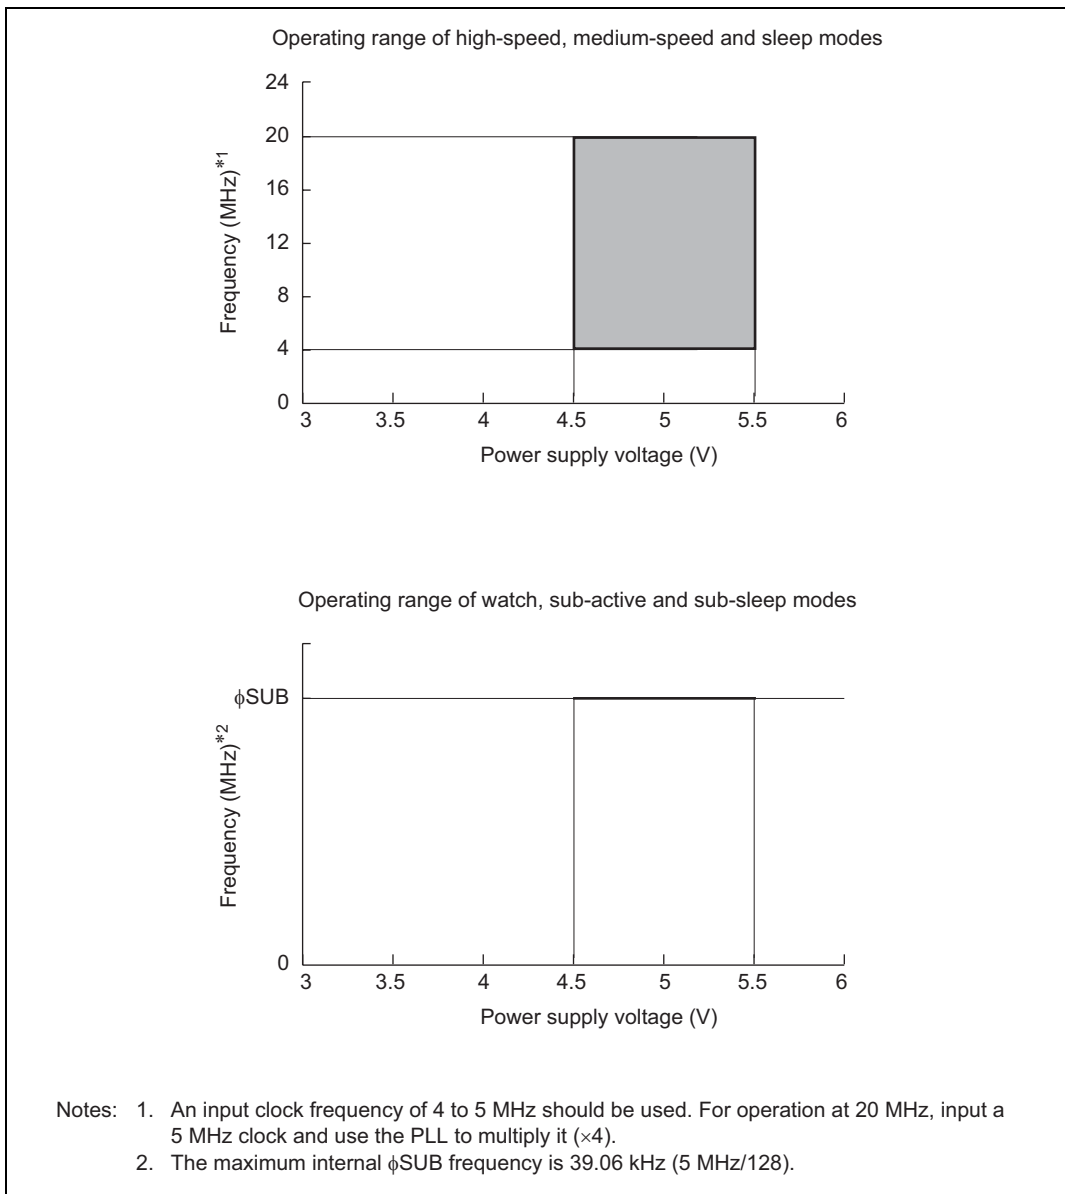 Operating range of high-speed, medium-speed and sleep modes
24
20
16
12
8
4
0
Frequency (MHz)*1
3 3.5 4 4.5 5 5.5 6
Power supply voltage (V)
Operating range of watch, sub-active and sub-sleep modes
ϕSUB
Frequency (MHz)*2
0
3 3.5 4 4.5 5 5.5 6
Power supply voltage (V)
Notes: 1. An input clock frequency of 4 to 5 MHz should be used. For operation at 20 MHz, input a
5 MHz clock and use the PLL to multiply it (×4).
2. The maximum internal ϕSUB frequency is 39.06 kHz (5 MHz/128).